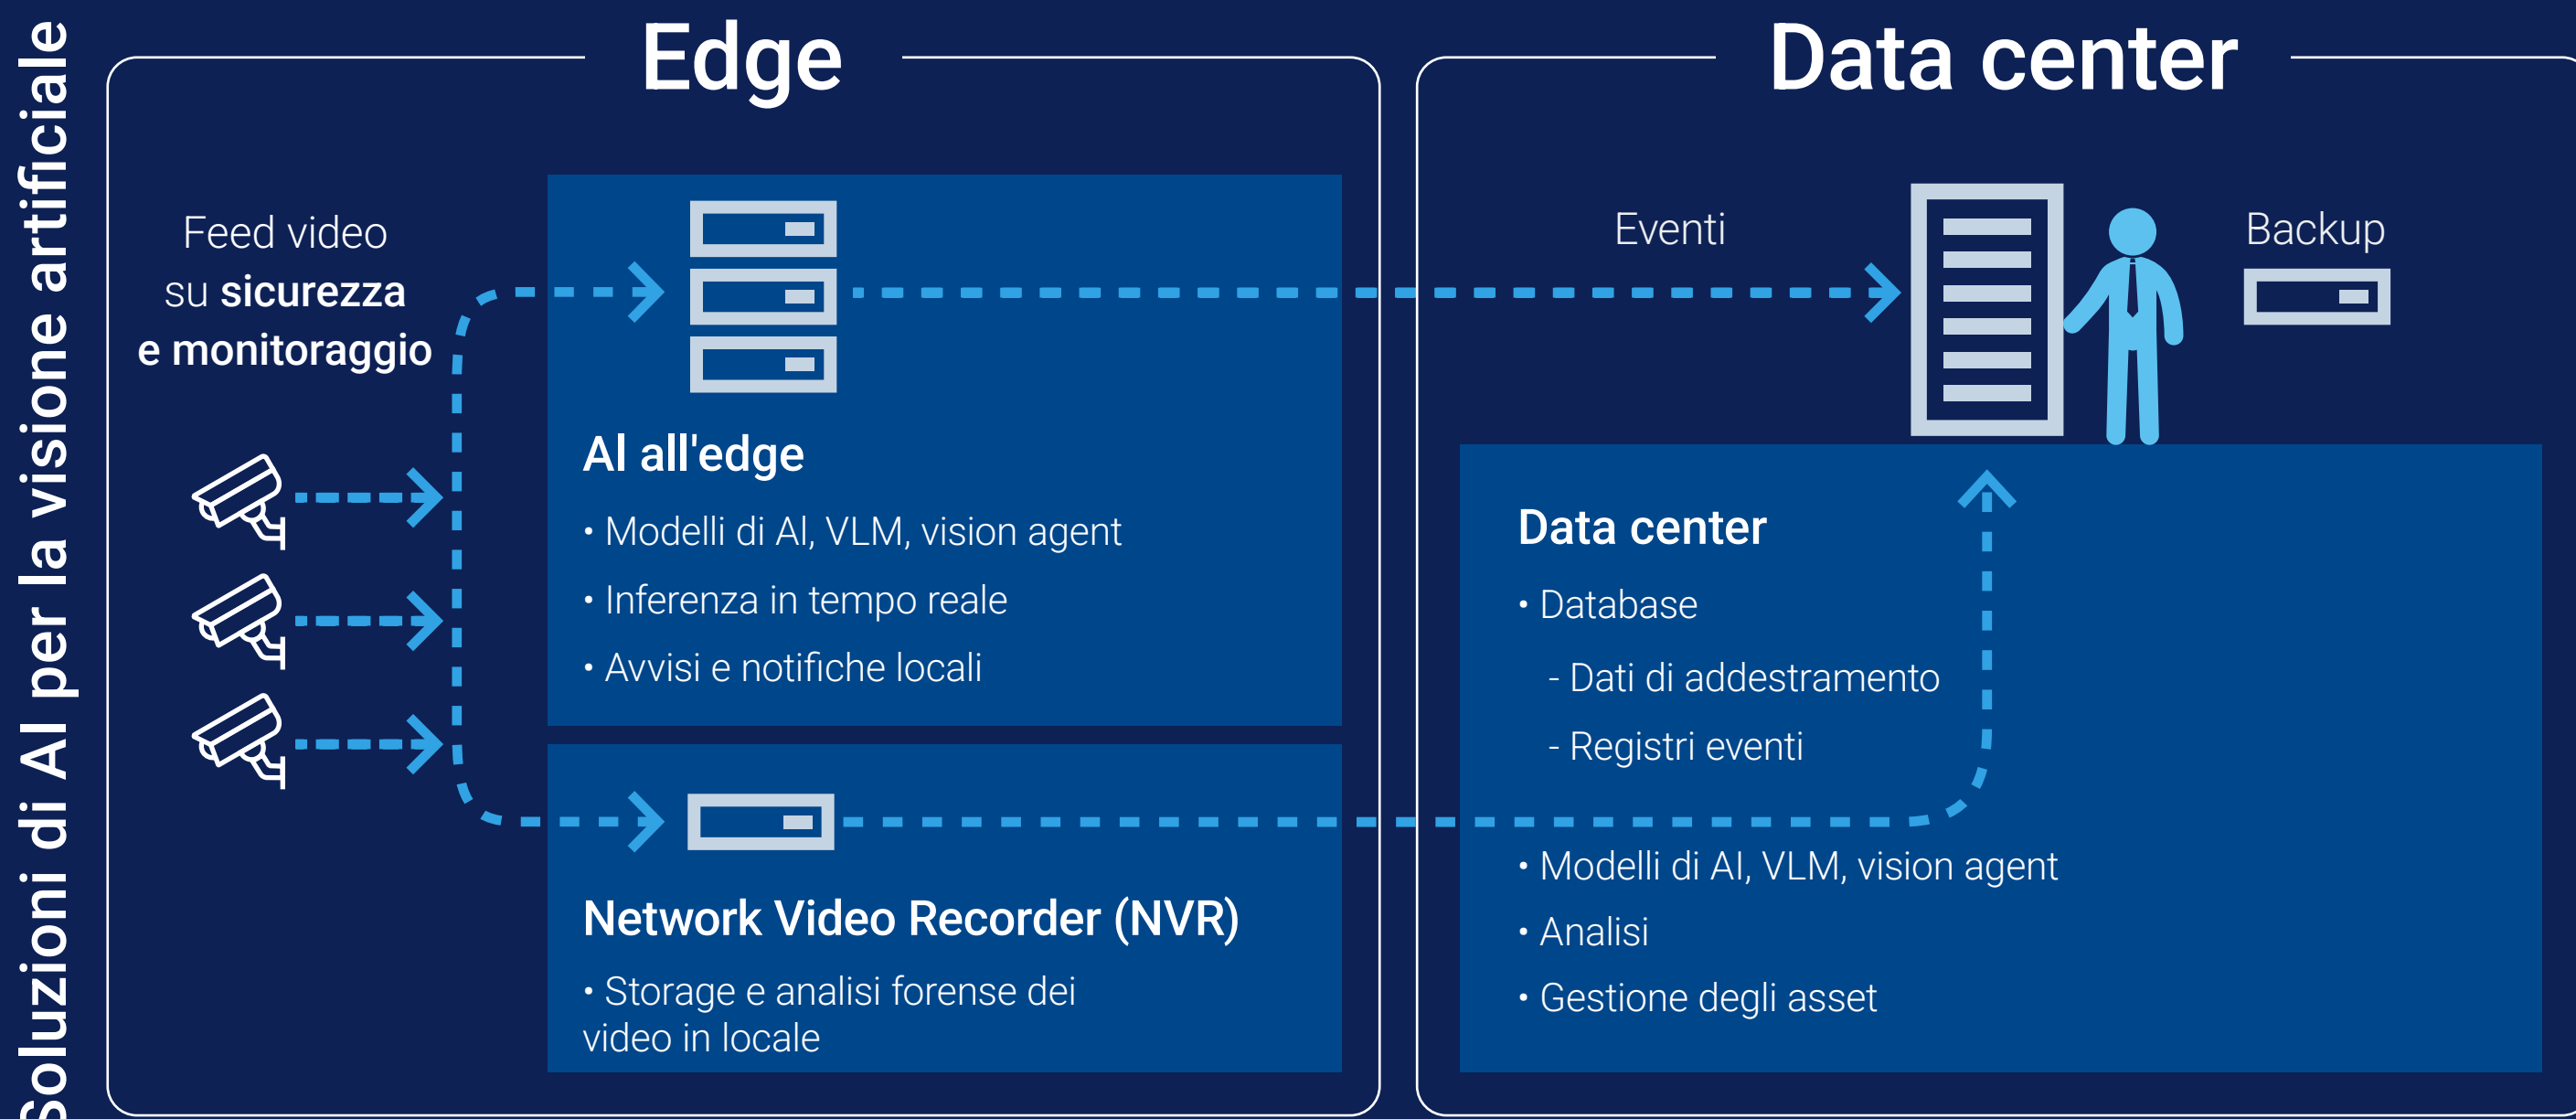 Soluzioni di AI per la visione artificiale
Edge
Feed video
su sicurezza
e monitoraggio
AI all'edge
• Modelli di AI, VLM, vision agent
• Inferenza in tempo reale
• Avvisi e notifiche locali
Network Video Recorder (NVR)
• Storage e analisi forense dei
video in locale
Data center
Eventi
Backup
Data center
• Database
- Dati di addestramento
- Registri eventi
• Modelli di AI, VLM, vision agent
• Analisi
• Gestione degli asset